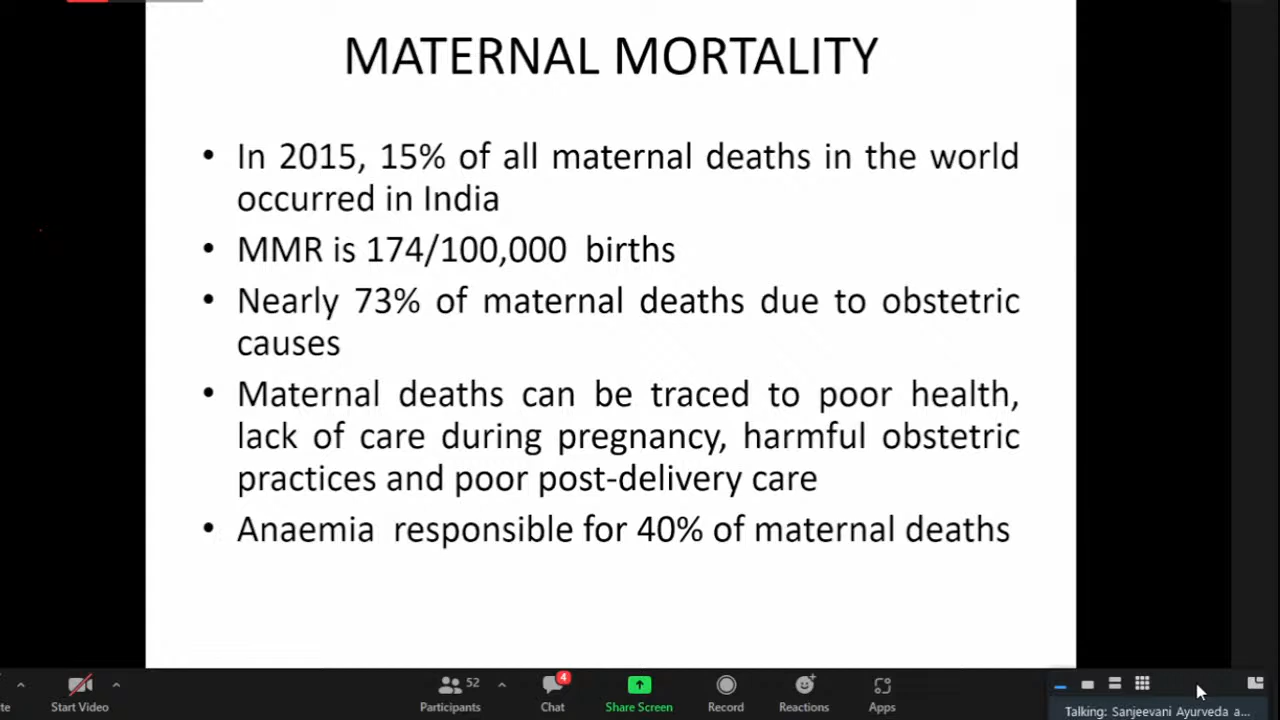 MATERNAL MORTALITY
• In 2015, 15% of all maternal deaths in the world
occurred in India
• MMR is 174/100,000 births
• Nearly 73% of maternal deaths due to obstetric
causes
• Maternal deaths can be traced to poor health,
lack of care during pregnancy, harmful obstetric
practices and poor post-delivery care
• Anaemia responsible for 40% of maternal deaths
52
4
te Start Video Participants Chat Share Screen Record Reactions Apps
Talking: Sanjeevani Ayurveda a...